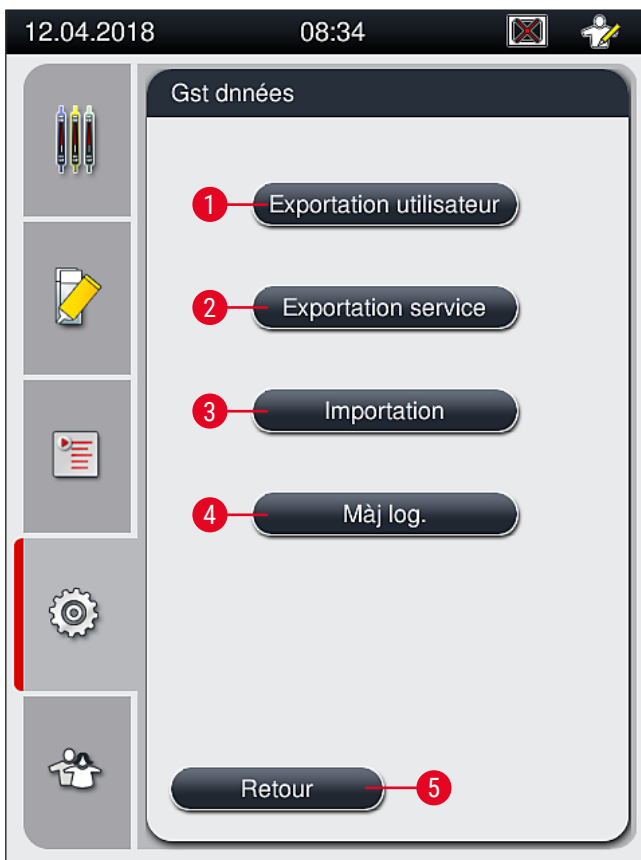 12.04.2018 08:34
Gst dnnées
1 Exportation utilisateur
2 Exportation service
3 Importation
4 Màj log.
Retour 5